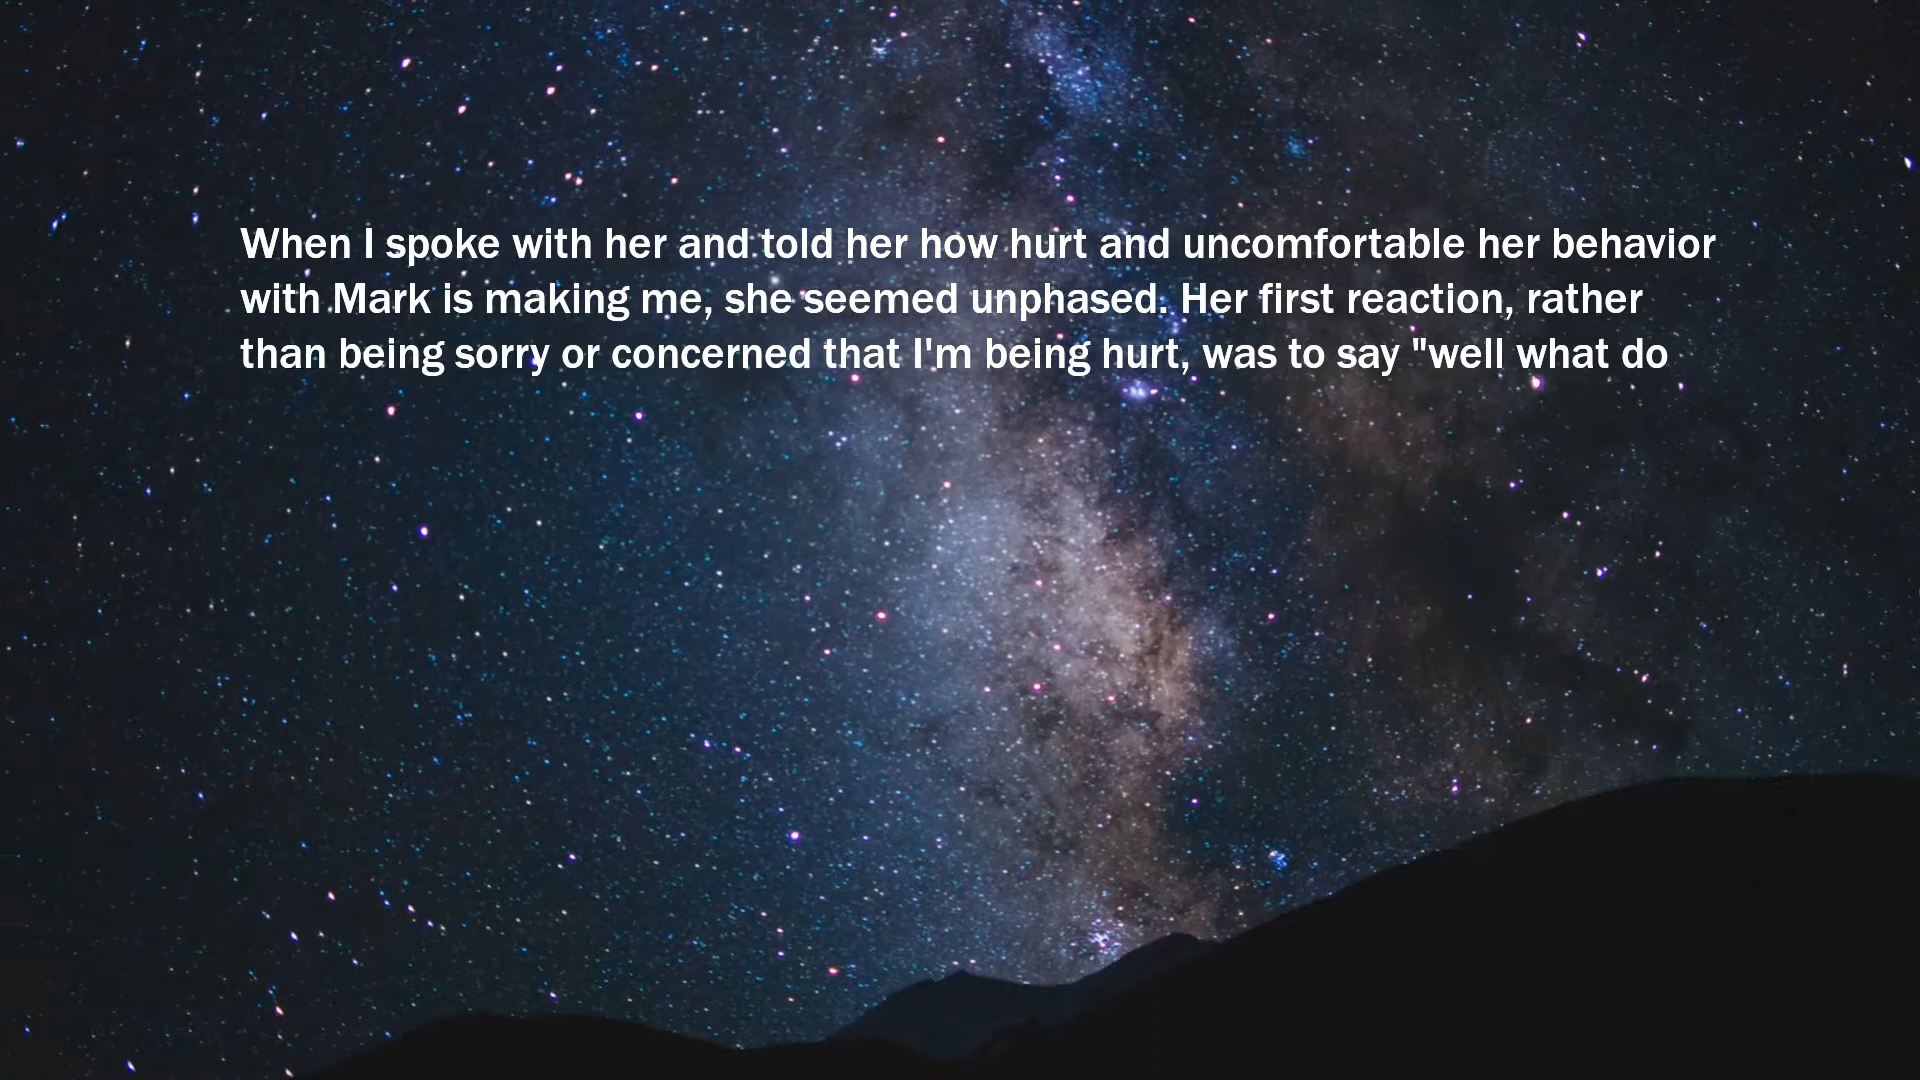 When I spoke with her and told her how hurt and uncomfortable her behavior
with Mark is making me, she seemed unphased. Her first reaction, rather
than being sorry or concerned that I'm being hurt, was to say "well what do